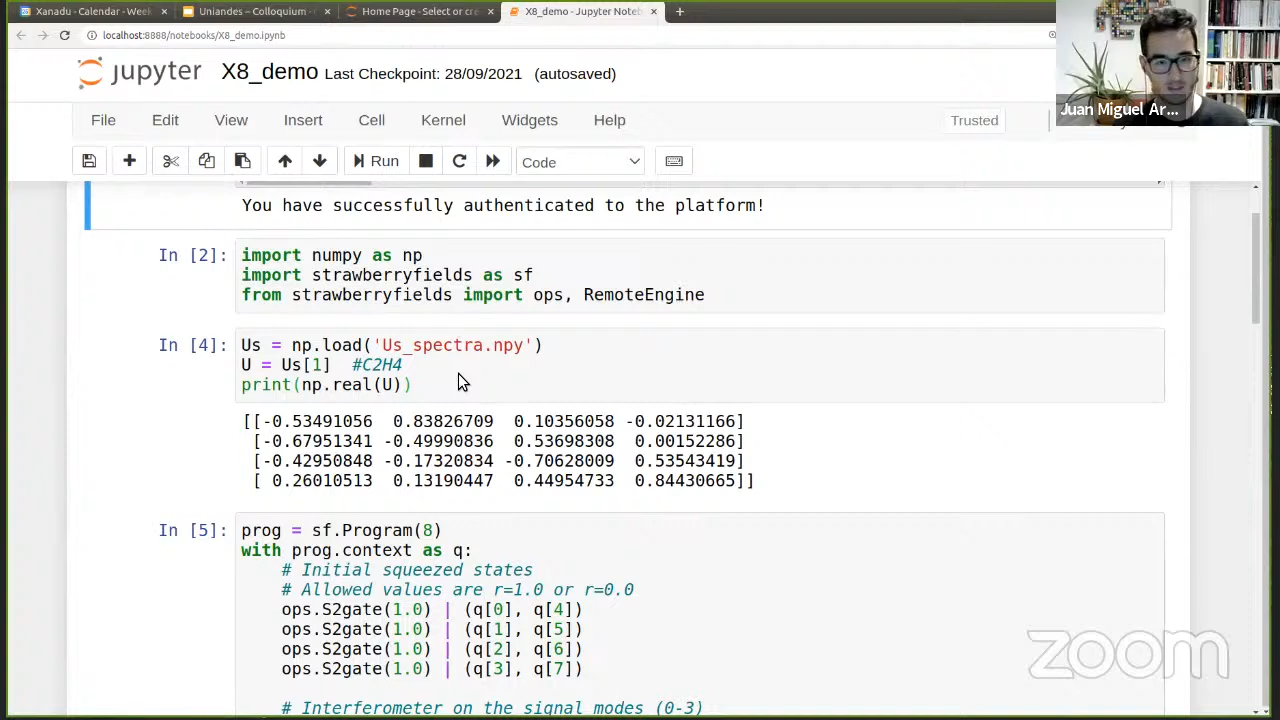 Xanadu - Calendar - Week
Uniandes – Colloquium -
Home Page - Select or cre
X8_demo - Jupyter Noteb
localhost:8888/notebooks/X8_demo.ipynb
jupyter X8_demo Last Checkpoint: 28/09/2021 (autosaved)
File Edit View Insert Cell Kernel Widgets Help Trusted
Juan Miguel Ar...
Run Code
You have successfully authenticated to the platform!
In [2]: import numpy as np
import strawberryfields as sf
from strawberryfields import ops, RemoteEngine
In [4]: Us = np.load('Us_spectra.npy')
U = Us[1]  #C2H4
print(np.real(U))
[[-0.53491056  0.83826709  0.10356058 -0.02131166]
[-0.67951341 -0.49990836  0.53698308  0.00152286]
[-0.42950848 -0.17320834 -0.70628009  0.53543419]
[ 0.26010513  0.13190447  0.44954733  0.84430665]]
In [5]: prog = sf.Program(8)
with prog.context as q:
# Initial squeezed states
# Allowed values are r=1.0 or r=0.0
ops.S2gate(1.0) | (q[0], q[4])
ops.S2gate(1.0) | (q[1], q[5])
ops.S2gate(1.0) | (q[2], q[6])
ops.S2gate(1.0) | (q[3], q[7])
# Interferometer on the signal modes (0-3)
zoom